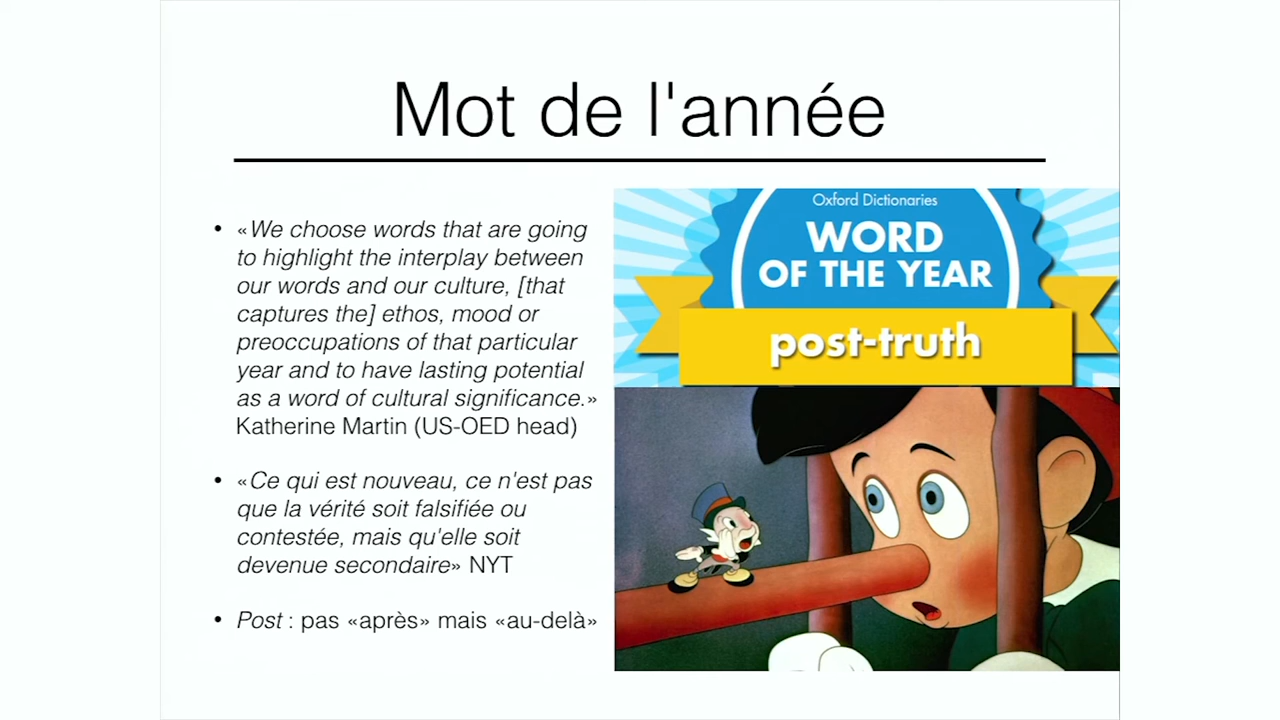 Mot de l'année
• «We choose words that are going
to highlight the interplay between
our words and our culture, [that
captures the] ethos, mood or
preoccupations of that particular
year and to have lasting potential
as a word of cultural significance.»
Katherine Martin (US-OED head)
• «Ce qui est nouveau, ce n'est pas
que la vérité soit falsifiée ou
contestée, mais qu'elle soit
devenue secondaire» NYT
• Post : pas «après» mais «au-delà»
Oxford Dictionaries
WORD
OF THE YEAR
post-truth